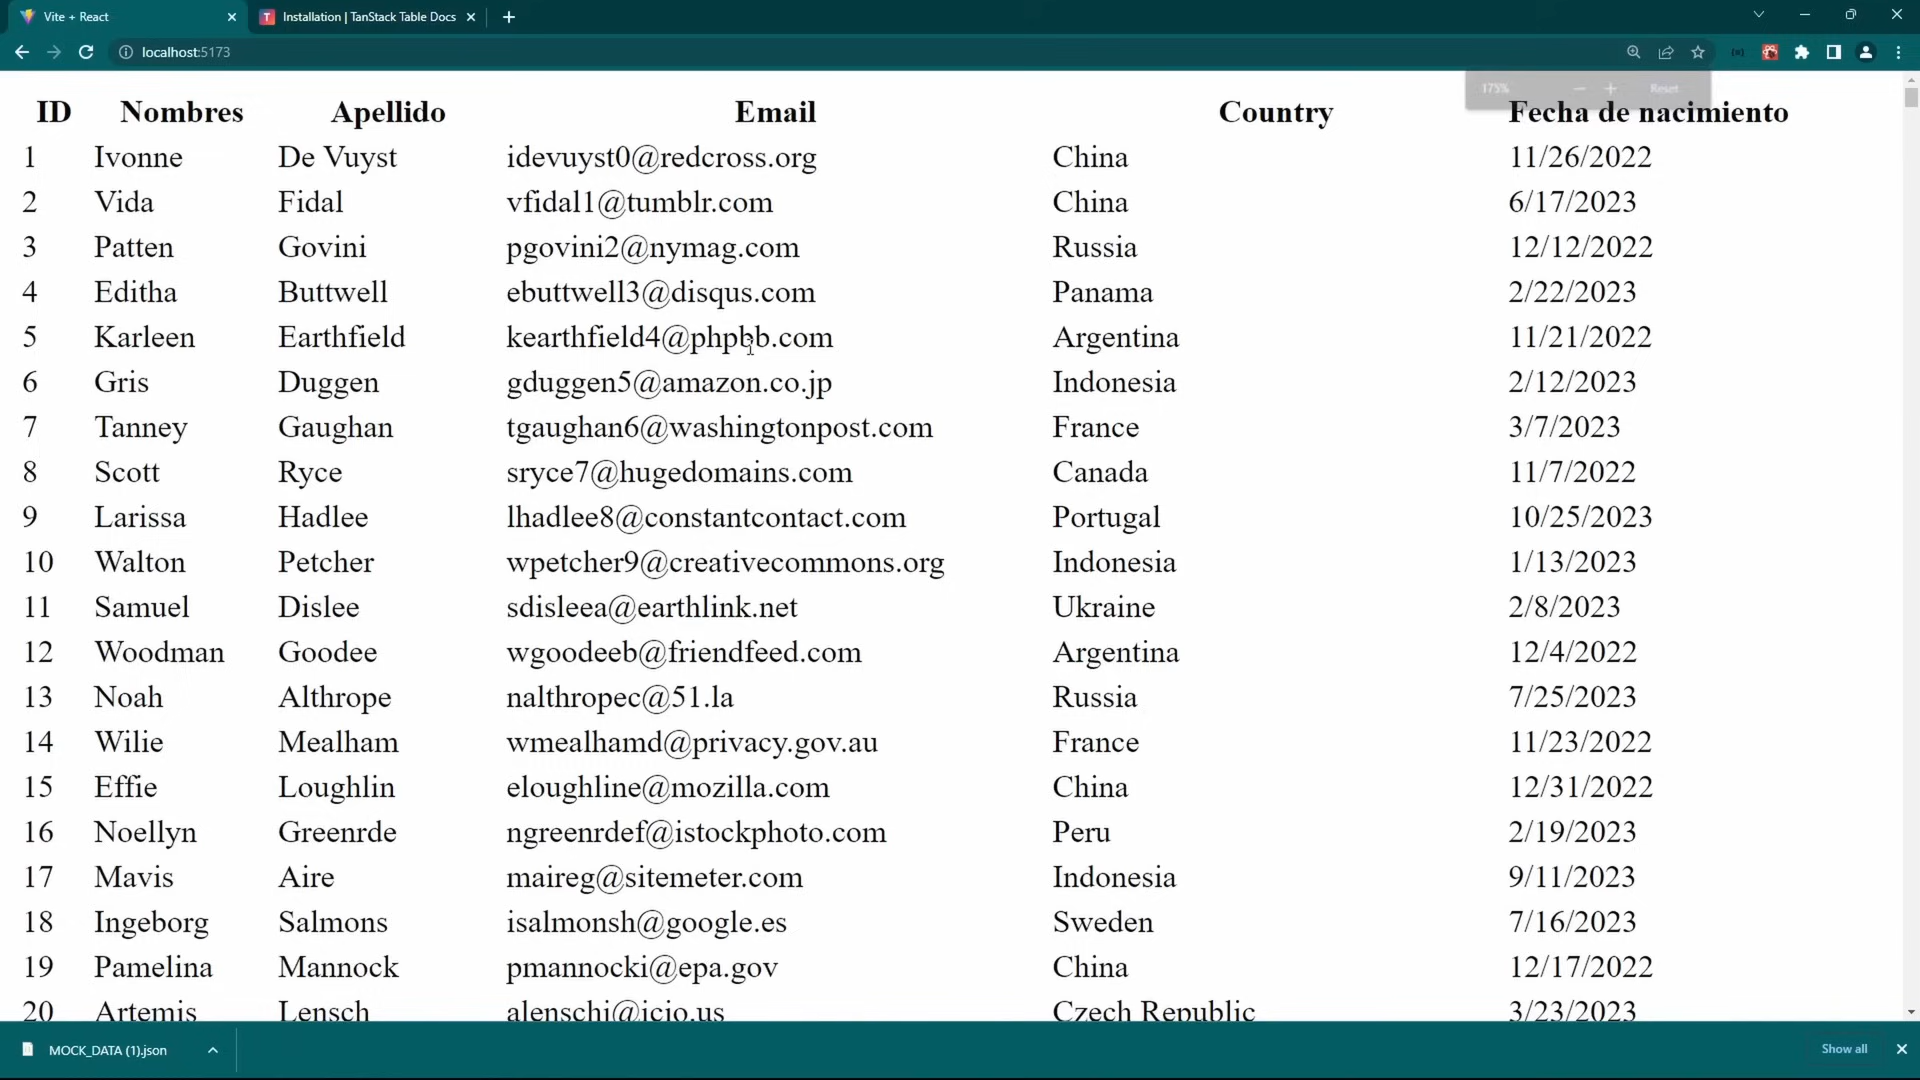 Vite + React
Installation | TanStack Table Docs
localhost:5173
175% Reset
ID Nombres Apellido Email Country Fecha de nacimiento
1 Ivonne De Vuyst idevuyst0@redcross.org China 11/26/2022
2 Vida Fidal vfidal1@tumblr.com China 6/17/2023
3 Patten Govini pgovini2@nymag.com Russia 12/12/2022
4 Editha Buttwell ebuttwell3@disqus.com Panama 2/22/2023
5 Karleen Earthfield kearthfield4@phpbb.com Argentina 11/21/2022
6 Gris Duggen gduggen5@amazon.co.jp Indonesia 2/12/2023
7 Tanney Gaughan tgaughan6@washingtonpost.com France 3/7/2023
8 Scott Ryce sryce7@hugedomains.com Canada 11/7/2022
9 Larissa Hadlee lhadlee8@constantcontact.com Portugal 10/25/2023
10 Walton Petcher wpetcher9@creativecommons.org Indonesia 1/13/2023
11 Samuel Dislee sdisleea@earthlink.net Ukraine 2/8/2023
12 Woodman Goodee wgoodeeb@friendfeed.com Argentina 12/4/2022
13 Noah Althrope nalthropec@51.la Russia 7/25/2023
14 Wilie Mealham wmealhamd@privacy.gov.au France 11/23/2022
15 Effie Loughlin eloughline@mozilla.com China 12/31/2022
16 Noellyn Greenrde ngreenrdef@istockphoto.com Peru 2/19/2023
17 Mavis Aire maireg@sitemeter.com Indonesia 9/11/2023
18 Ingeborg Salmons isalmonsh@google.es Sweden 7/16/2023
19 Pamelina Mannock pmannocki@epa.gov China 12/17/2022
20 Artemis Lensch alenschj@icio.us Czech Republic 3/23/2023
MOCK_DATA (1).json
Show all